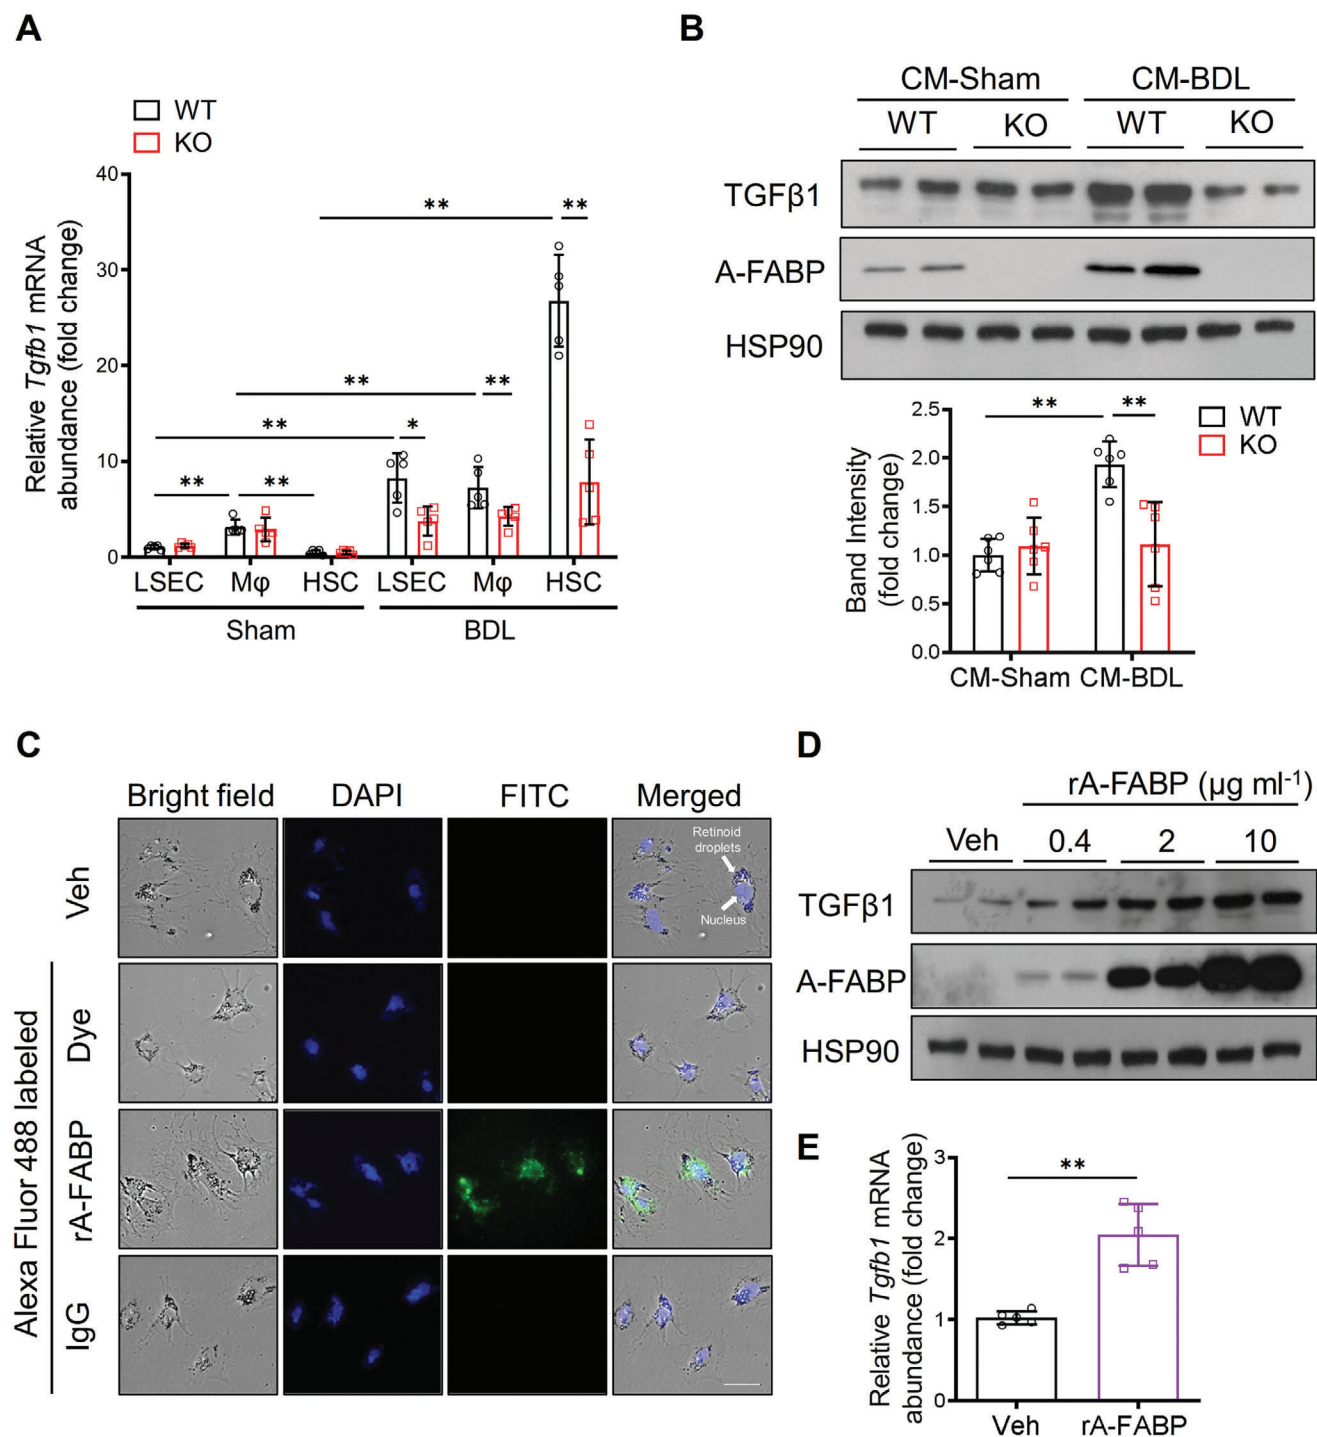 A
WT
KO
Relative Tgfb1 mRNA
abundance (fold change)
40
30
20
10
0
** ** ** ** ** ** * ** **
LSEC Mφ HSC LSEC Mφ HSC
Sham BDL
B
CM-Sham CM-BDL
WT KO WT KO
TGFβ1
A-FABP
HSP90
Band Intensity
(fold change)
2.5
2.0
1.5
1.0
0.5
0.0
** **
WT
KO
CM-Sham CM-BDL
C
Bright field DAPI FITC Merged
Veh
Retinoid
droplets
Nucleus
Alexa Fluor 488 labeled
Dye
rA-FABP
IgG
D
rA-FABP (µg ml-1)
Veh 0.4 2 10
TGFβ1
A-FABP
HSP90
E
Relative Tgfb1 mRNA
abundance (fold change)
3
2
1
0
**
Veh rA-FABP